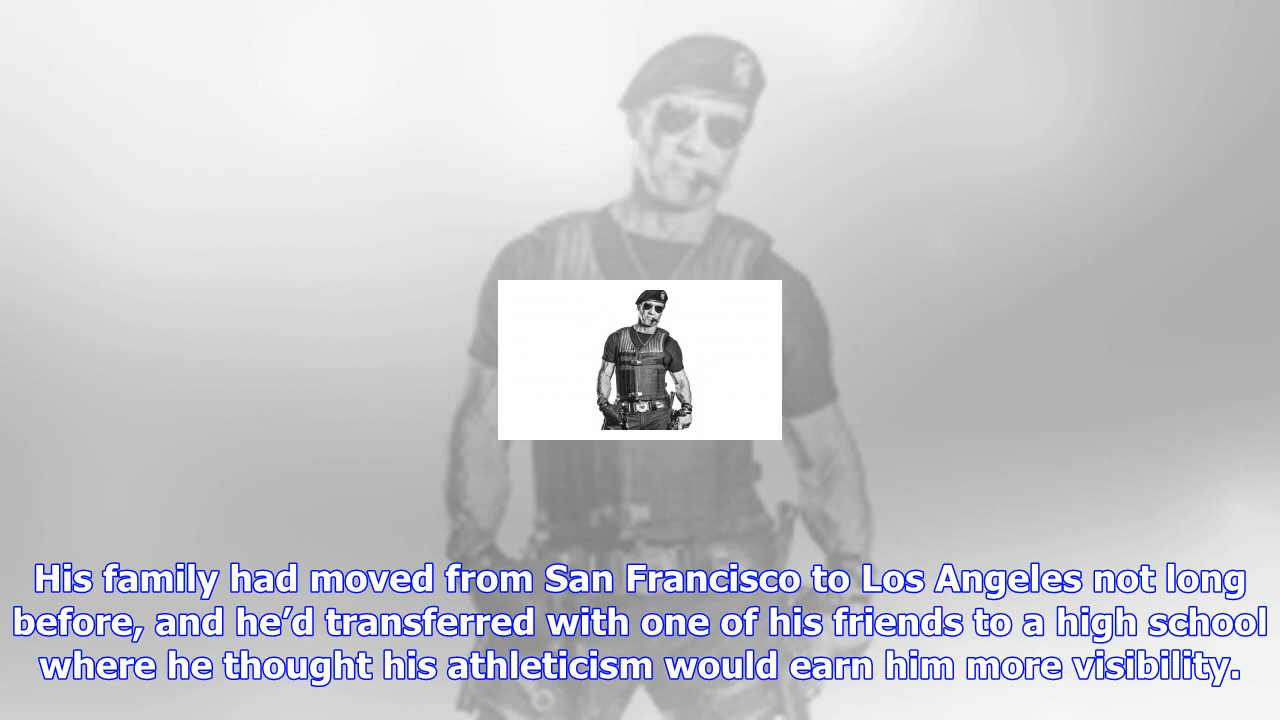 His family had moved from San Francisco to Los Angeles not long
before, and he’d transferred with one of his friends to a high school
where he thought his athleticism would earn him more visibility.